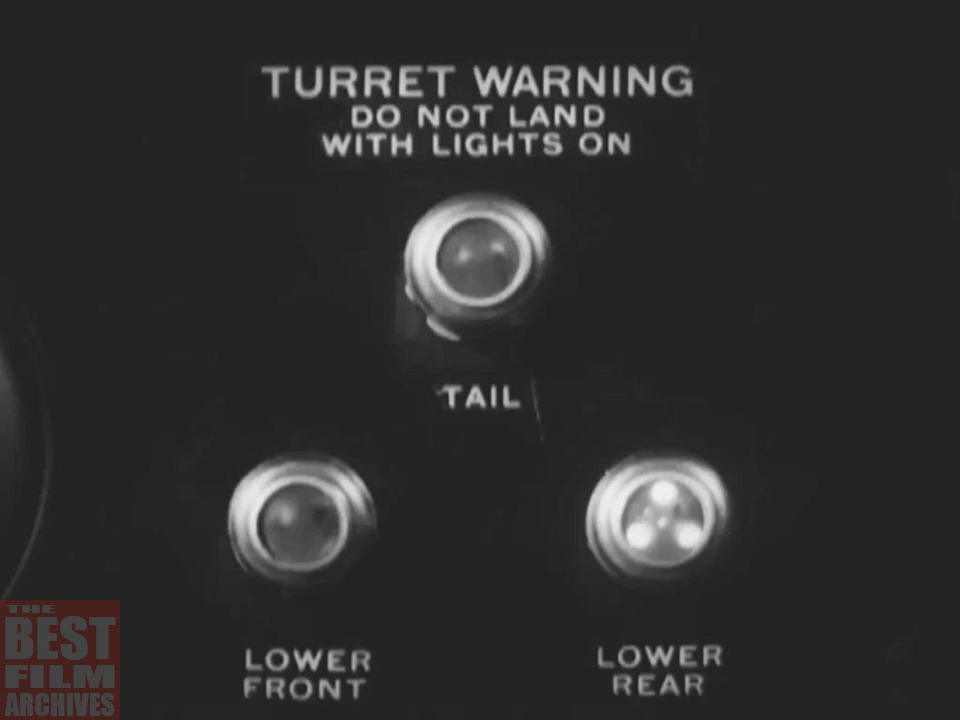 TURRET WARNING
DO NOT LAND
WITH LIGHTS ON
TAIL
LOWER
FRONT
LOWER
REAR
THE
BEST
FILM
ARCHIVES